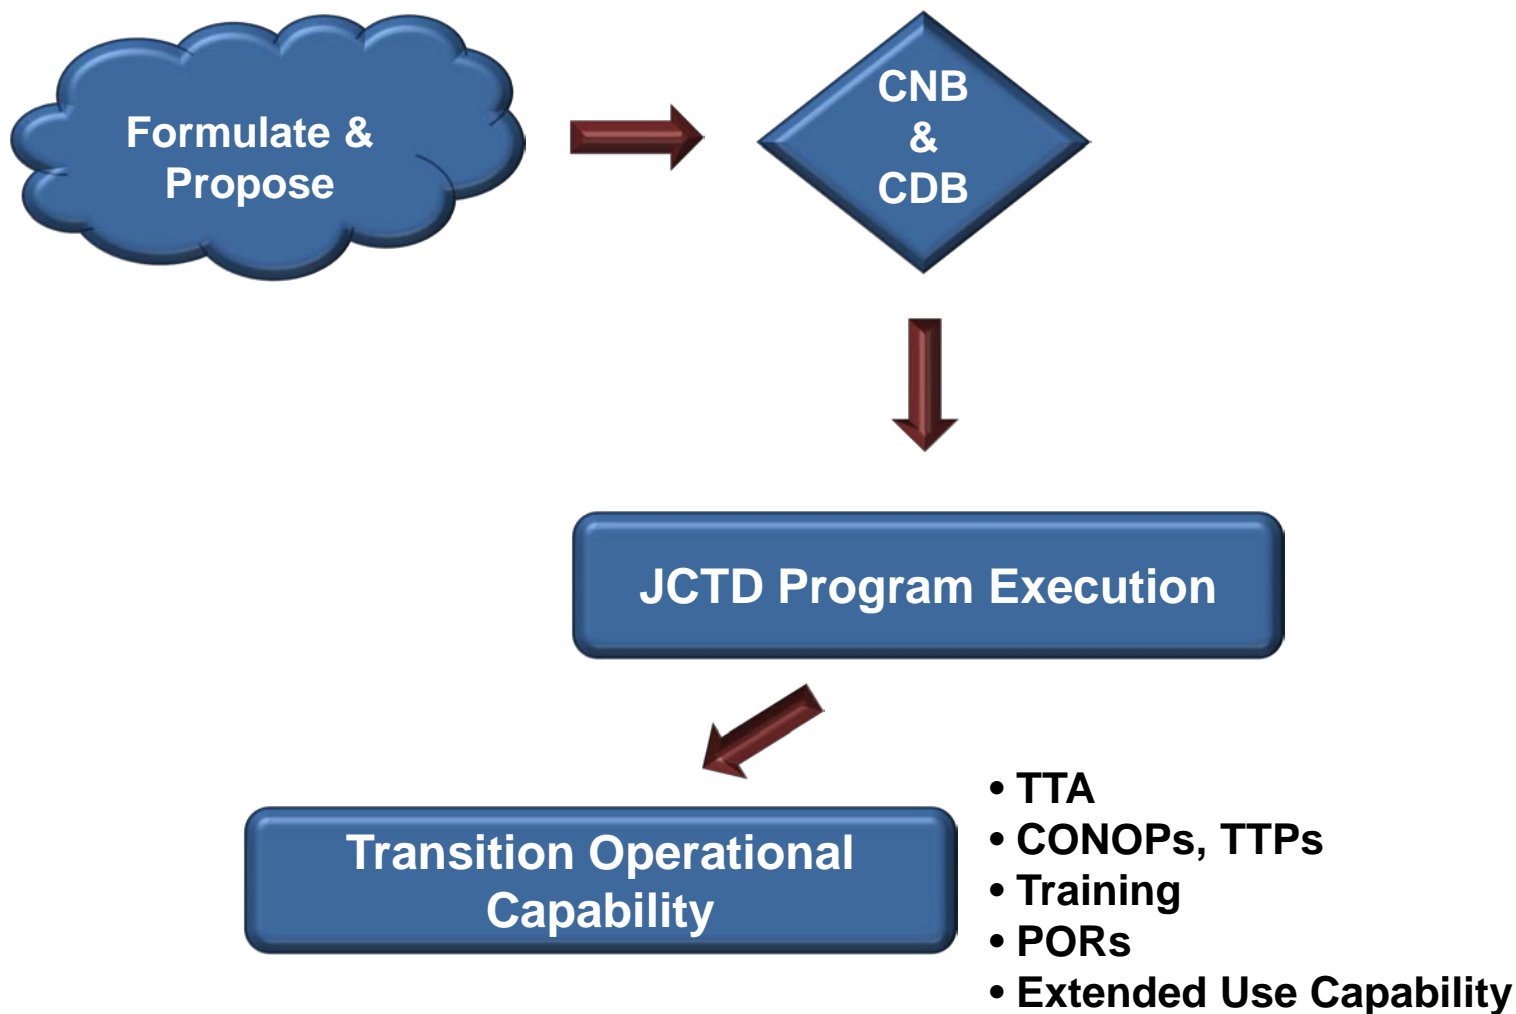 Formulate &
Propose
CNB
&
CDB
JCTD Program Execution
Transition Operational
Capability
• TTA
• CONOPs, TTPs
• Training
• PORs
• Extended Use Capability